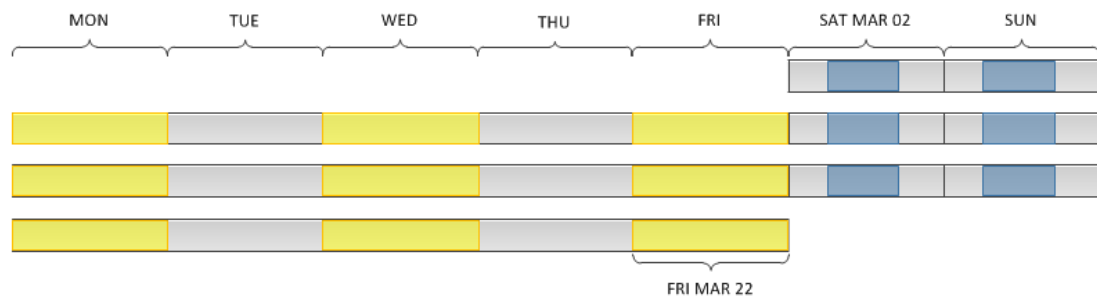 MON TUE WED THU FRI SAT MAR 02 SUN
FRI MAR 22